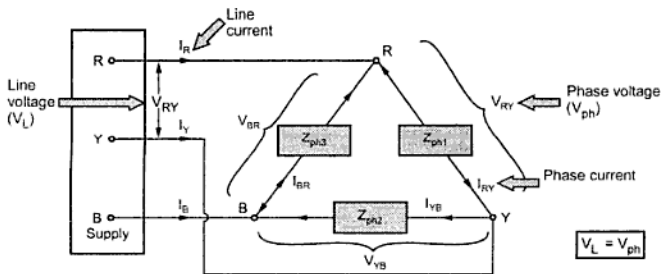 Line
current
I_R
R
R
Line
voltage
(V_L)
V_RY
V_BR
V_RY
Phase voltage
(V_ph)
Y
I_Y
Z_ph3
Z_ph1
I_BR
I_RY
Phase current
B
I_B
B
Z_ph2
I_YB
Y
Supply
V_YB
V_L = V_ph